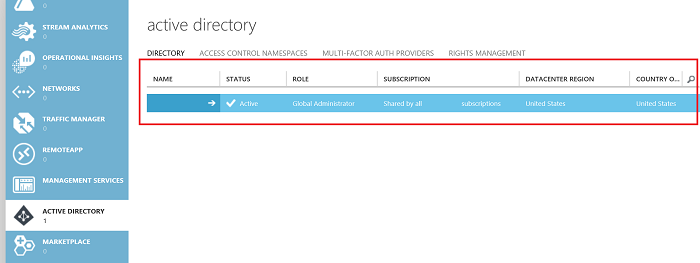 STREAM ANALYTICS
0
OPERATIONAL INSIGHTS
0
NETWORKS
0
TRAFFIC MANAGER
0
REMOTEAPP
0
MANAGEMENT SERVICES
0
ACTIVE DIRECTORY
1
MARKETPLACE
0
active directory
DIRECTORY ACCESS CONTROL NAMESPACES MULTI-FACTOR AUTH PROVIDERS RIGHTS MANAGEMENT
NAME STATUS ROLE SUBSCRIPTION DATACENTER REGION COUNTRY O...
Active Global Administrator Shared by all subscriptions United States United States